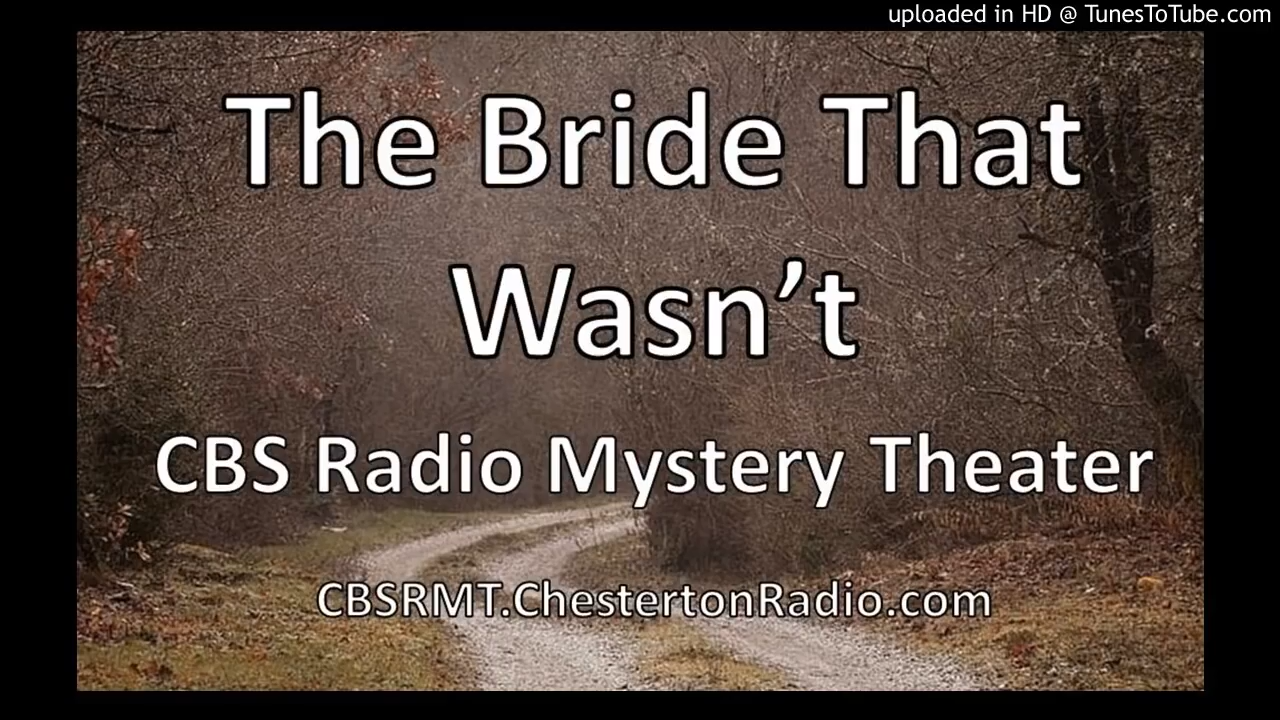 uploaded in HD @ TunesToTube.com
The Bride That
Wasn’t
CBS Radio Mystery Theater
CBSRMT.ChestertonRadio.com